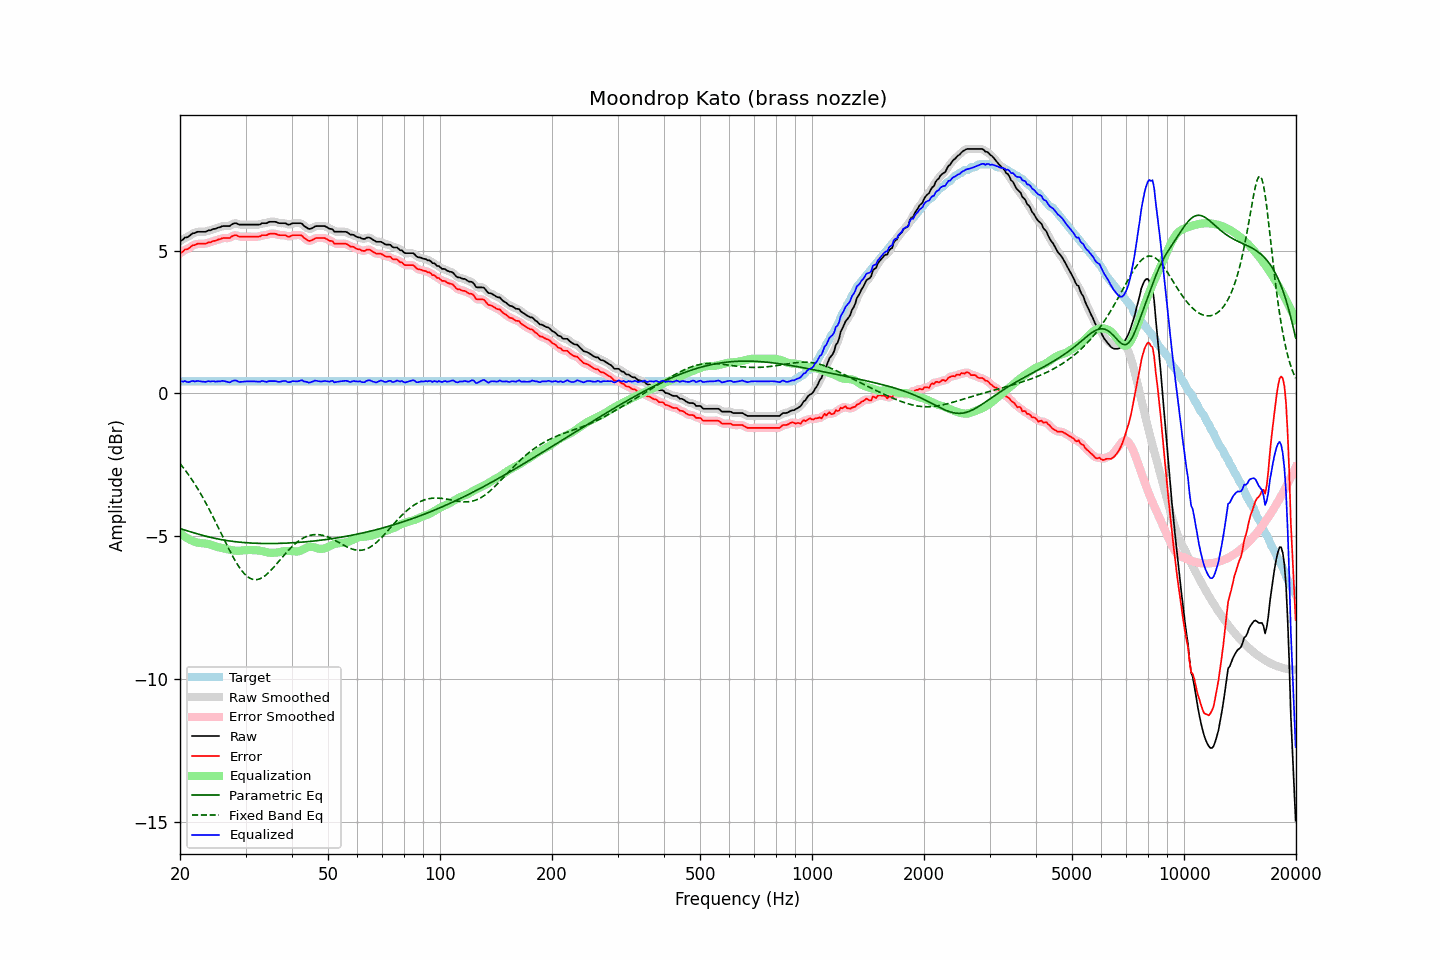 Moondrop Kato (brass nozzle)
Amplitude (dBr)
5
0
−5
−10
−15
Target
Raw Smoothed
Error Smoothed
Raw
Error
Equalization
Parametric Eq
Fixed Band Eq
Equalized
20 50 100 200 500 1000 2000 5000 10000 20000
Frequency (Hz)